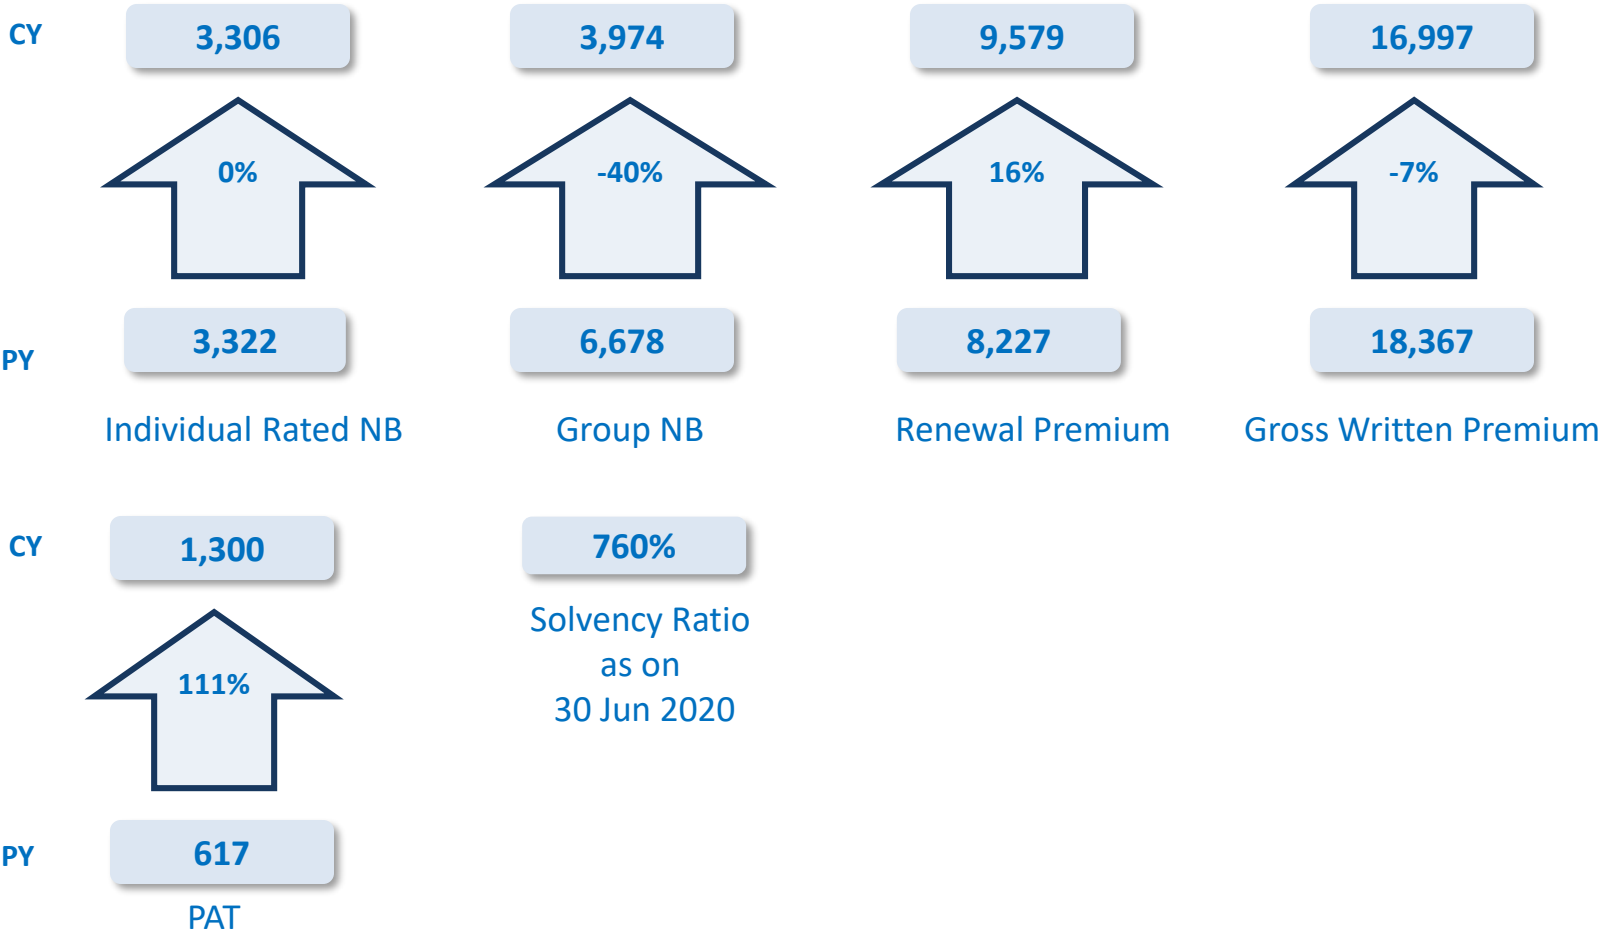 CY 3,306 3,974 9,579 16,997
0% -40% 16% -7%
PY 3,322 6,678 8,227 18,367
Individual Rated NB Group NB Renewal Premium Gross Written Premium
CY 1,300 760%
Solvency Ratio
as on
30 Jun 2020
111%
PY 617
PAT